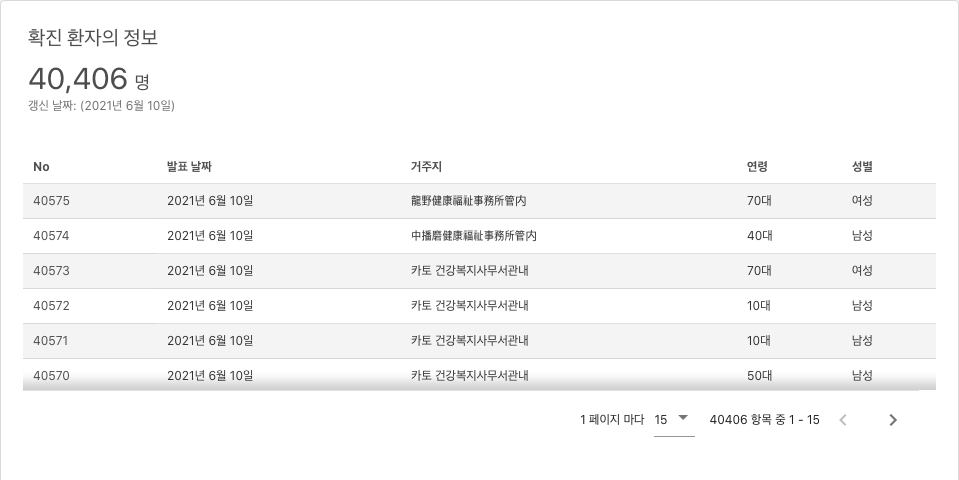 확진 환자의 정보
40,406 명
갱신 날짜: (2021년 6월 10일)
No 발표 날짜 거주지 연령 성별
40575 2021년 6월 10일 龍野健康福祉事務所管内 70대 여성
40574 2021년 6월 10일 中播磨健康福祉事務所管内 40대 남성
40573 2021년 6월 10일 카토 건강복지사무서관내 70대 여성
40572 2021년 6월 10일 카토 건강복지사무서관내 10대 남성
40571 2021년 6월 10일 카토 건강복지사무서관내 10대 남성
40570 2021년 6월 10일 카토 건강복지사무서관내 50대 남성
1 페이지 마다 15 40406 항목 중 1 - 15